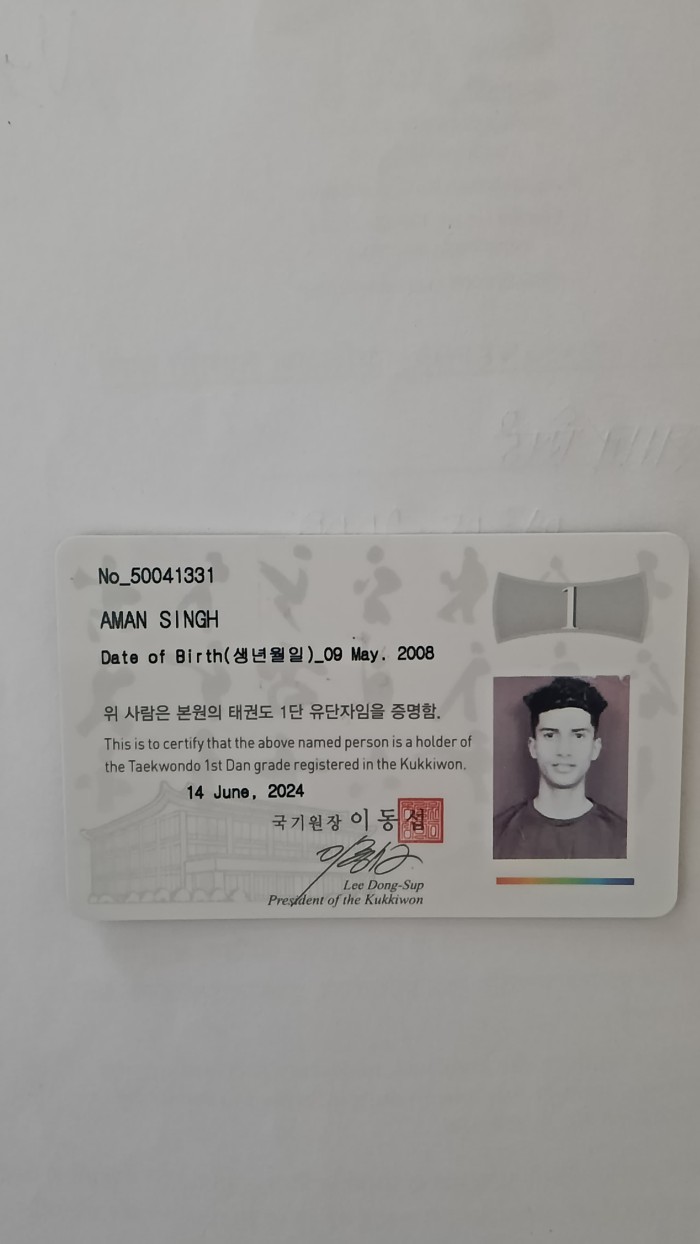 No_50041331
1
AMAN SINGH
Date of Birth(생년월일)_09 May. 2008
위 사람은 본원의 태권도 1단 유단자임을 증명함.
This is to certify that the above named person is a holder of
the Taekwondo 1st Dan grade registered in the Kukkiwon.
14 June, 2024
국기원장 이동섭
Lee Dong-Sup
President of the Kukkiwon